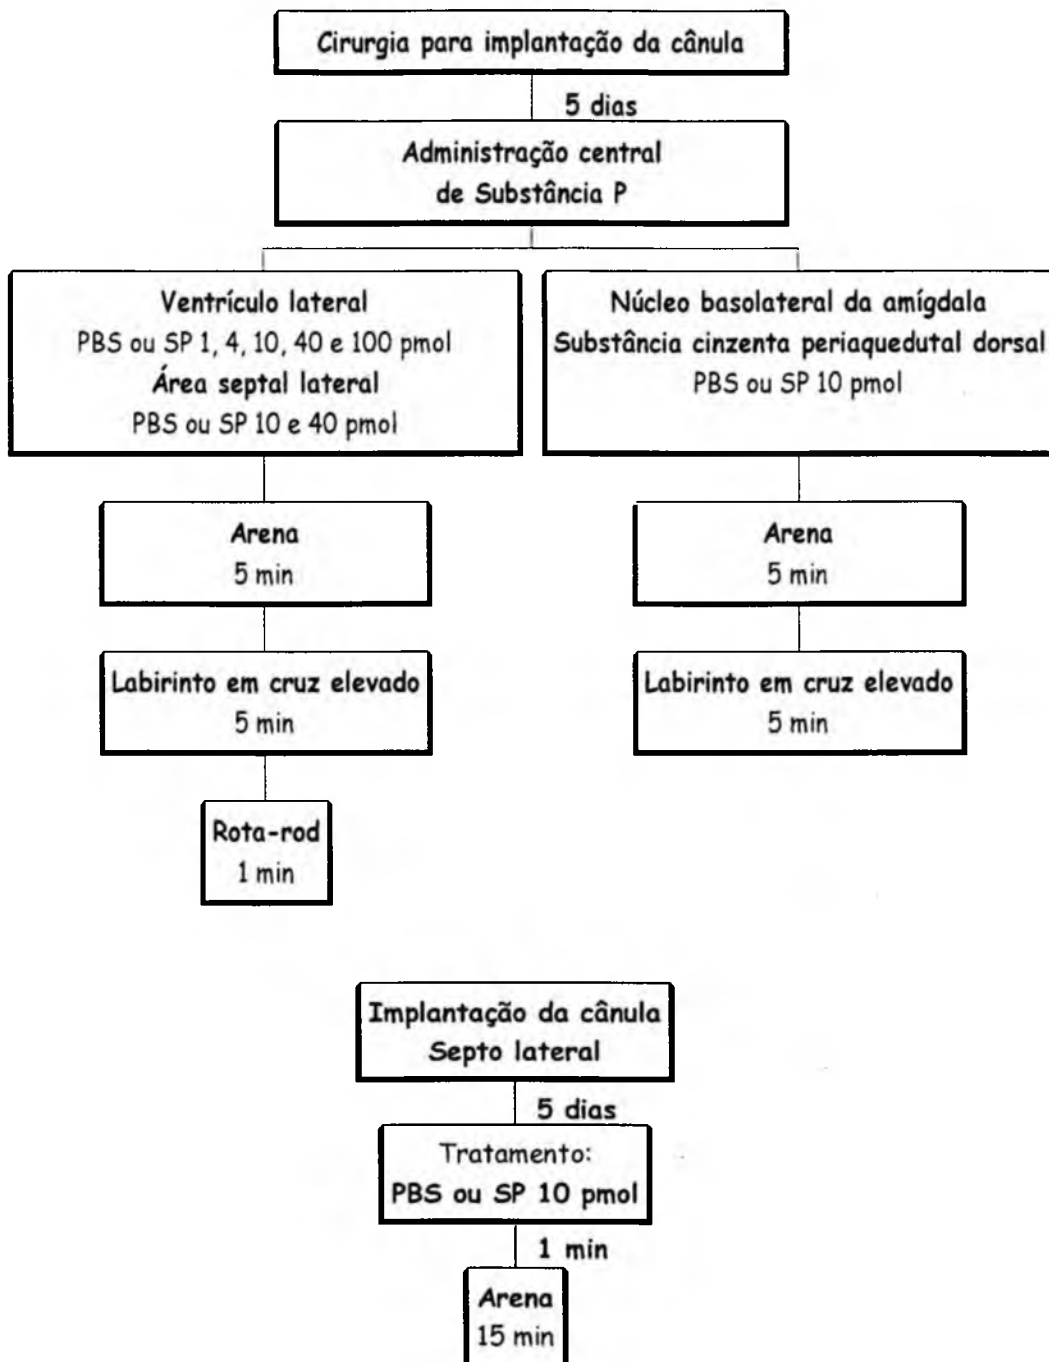 Cirurgia para implantação da cânula
5 dias
Administração central
de Substância P
Ventrículo lateral
PBS ou SP 1, 4, 10, 40 e 100 pmol
Área septal lateral
PBS ou SP 10 e 40 pmol
Núcleo basolateral da amígdala
Substância cinzenta periaquedutal dorsal
PBS ou SP 10 pmol
Arena
5 min
Arena
5 min
Labirinto em cruz elevado
5 min
Labirinto em cruz elevado
5 min
Rota-rod
1 min
Implantação da cânula
Septo lateral
5 dias
Tratamento:
PBS ou SP 10 pmol
1 min
Arena
15 min